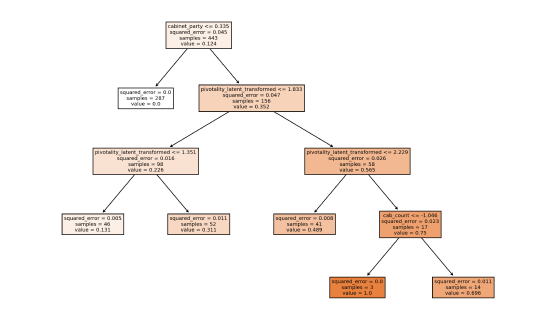 cabinet_party <= 0.335
squared_error = 0.045
samples = 443
value = 0.124
squared_error = 0.0
samples = 287
value = 0.0
pivotality_latent_transformed <= 1.833
squared_error = 0.047
samples = 156
value = 0.352
pivotality_latent_transformed <= 1.351
squared_error = 0.016
samples = 98
value = 0.226
pivotality_latent_transformed <= 2.229
squared_error = 0.026
samples = 58
value = 0.565
squared_error = 0.005
samples = 46
value = 0.131
squared_error = 0.011
samples = 52
value = 0.311
squared_error = 0.008
samples = 41
value = 0.489
cab_count <= -1.046
squared_error = 0.023
samples = 17
value = 0.75
squared_error = 0.0
samples = 3
value = 1.0
squared_error = 0.011
samples = 14
value = 0.696